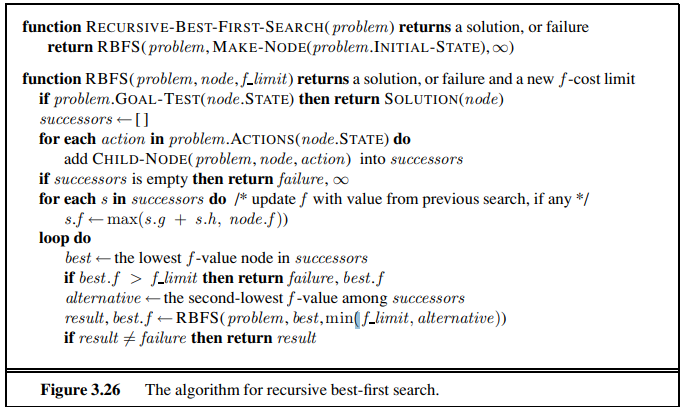 function RECURSIVE-BEST-FIRST-SEARCH(problem) returns a solution, or failure
return RBFS(problem, MAKE-NODE(problem.INITIAL-STATE), ∞)
function RBFS(problem, node, f_limit) returns a solution, or failure and a new f-cost limit
if problem.GOAL-TEST(node.STATE) then return SOLUTION(node)
successors ← [ ]
for each action in problem.ACTIONS(node.STATE) do
add CHILD-NODE(problem, node, action) into successors
if successors is empty then return failure, ∞
for each s in successors do /* update f with value from previous search, if any */
s.f ← max(s.g + s.h, node.f))
loop do
best ← the lowest f-value node in successors
if best.f > f_limit then return failure, best.f
alternative ← the second-lowest f-value among successors
result, best.f ← RBFS(problem, best, min( f_limit, alternative))
if result ≠ failure then return result
Figure 3.26 The algorithm for recursive best-first search.